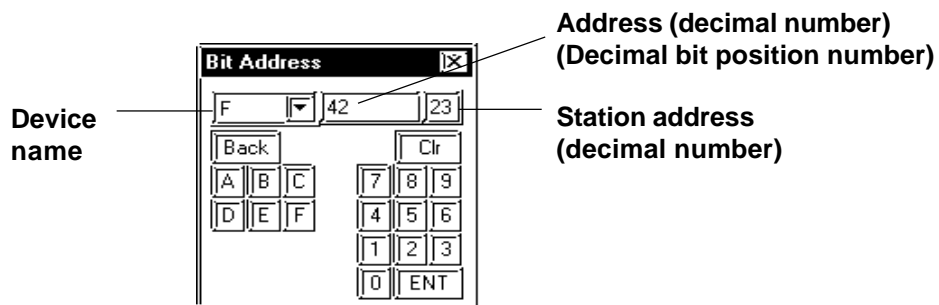 Address (decimal number)
(Decimal bit position number)
Bit Address
Device
name
F
42
23
Station address
(decimal number)
Back
Clr
A B C 7 8 9
D E F 4 5 6
1 2 3
0 ENT